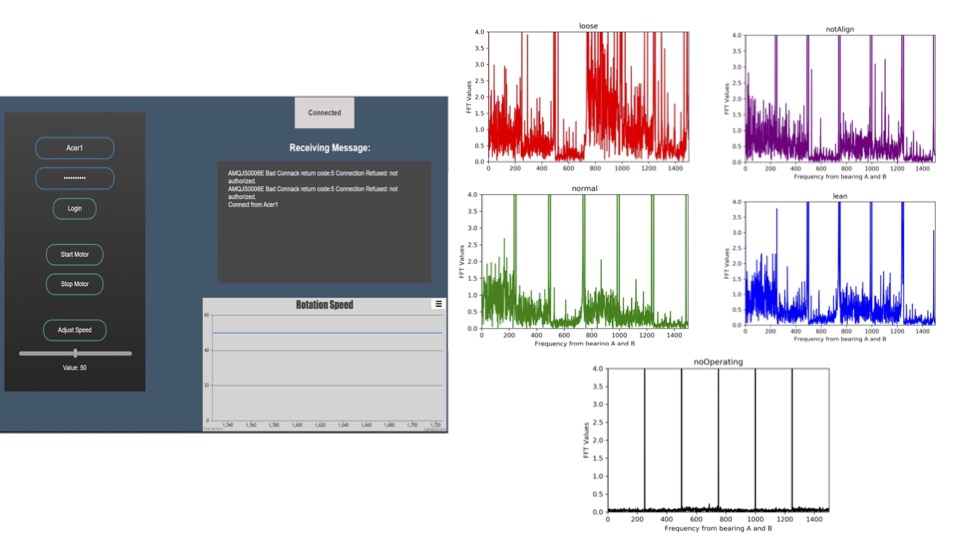 Connected
Acer1
••••••••••
Login
Start Motor
Stop Motor
Adjust Speed
Value: 50
Receiving Message:
AMQJS0006E Bad Connack return code:5 Connection Refused: not
authorized.
AMQJS0006E Bad Connack return code:5 Connection Refused: not
authorized.
Connect from Acer1
Rotation Speed
60
40
20
0
1,540 1,560 1,580 1,600 1,620 1,640 1,660 1,680 1,700 1,720
loose
FFT Values
4.0
3.5
3.0
2.5
2.0
1.5
1.0
0.5
0.0
0 200 400 600 800 1000 1200 1400
notAlign
FFT Values
4.0
3.5
3.0
2.5
2.0
1.5
1.0
0.5
0.0
0 200 400 600 800 1000 1200 1400
Frequency from bearing A and B
normal
FFT Values
4.0
3.5
3.0
2.5
2.0
1.5
1.0
0.5
0.0
0 200 400 600 800 1000 1200 1400
Frequency from bearing A and B
lean
FFT Values
4.0
3.5
3.0
2.5
2.0
1.5
1.0
0.5
0.0
0 200 400 600 800 1000 1200 1400
Frequency from bearing A and B
noOperating
FFT Values
4.0
3.5
3.0
2.5
2.0
1.5
1.0
0.5
0.0
0 200 400 600 800 1000 1200 1400
Frequency from bearing A and B